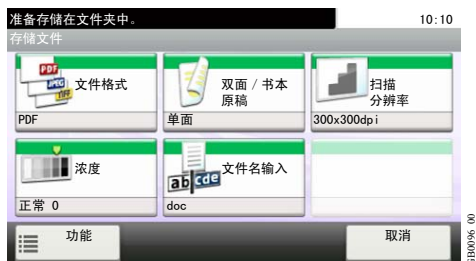 准备存储在文件夹中。 10:10
存储文件
PDF JPEG TIFF 文件格式
PDF
双面 / 书本
原稿
单面
扫描
分辨率
300x300dpi
浓度
正常 0
ab cde 文件名输入
doc
功能
取消